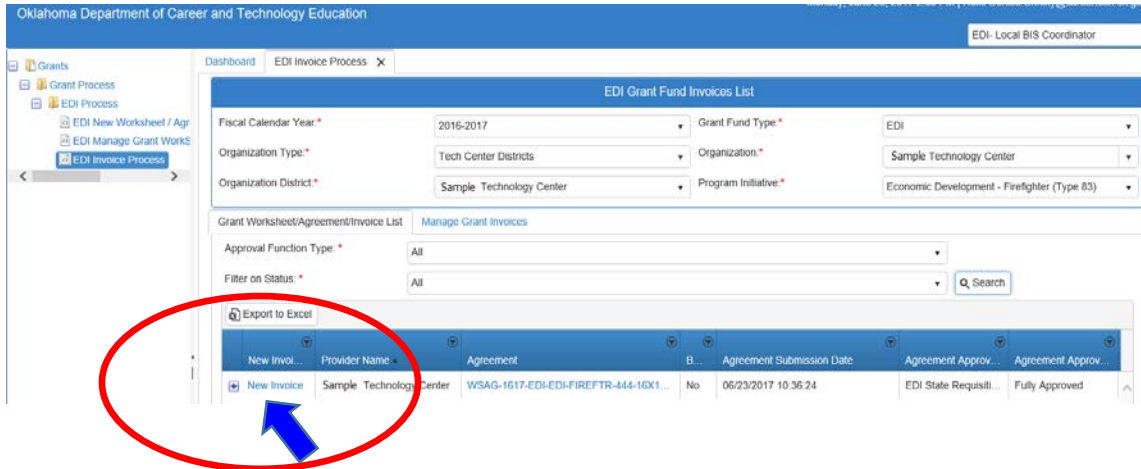 Oklahoma Department of Career and Technology Education
EDI- Local BIS Coordinator
Grants
Grant Process
EDI Process
EDI New Worksheet / Agr
EDI Manage Grant WorkS
EDI Invoice Process
Dashboard EDI Invoice Process X
EDI Grant Fund Invoices List
Fiscal Calendar Year:* 2016-2017 Grant Fund Type:* EDI
Organization Type:* Tech Center Districts Organization:* Sample Technology Center
Organization District:* Sample Technology Center Program Initiative:* Economic Development - Firefighter (Type 83)
Grant Worksheet/Agreement/Invoice List Manage Grant Invoices
Approval Function Type: * All
Filter on Status: * All Search
Export to Excel
New Invoi... Provider Name Agreement B... Agreement Submission Date Agreement Approv... Agreement Approv...
New Invoice Sample Technology Center WSAG-1617-EDI-EDI-FIREFTR-444-16X1... No 06/23/2017 10:36:24 EDI State Requisiti... Fully Approved